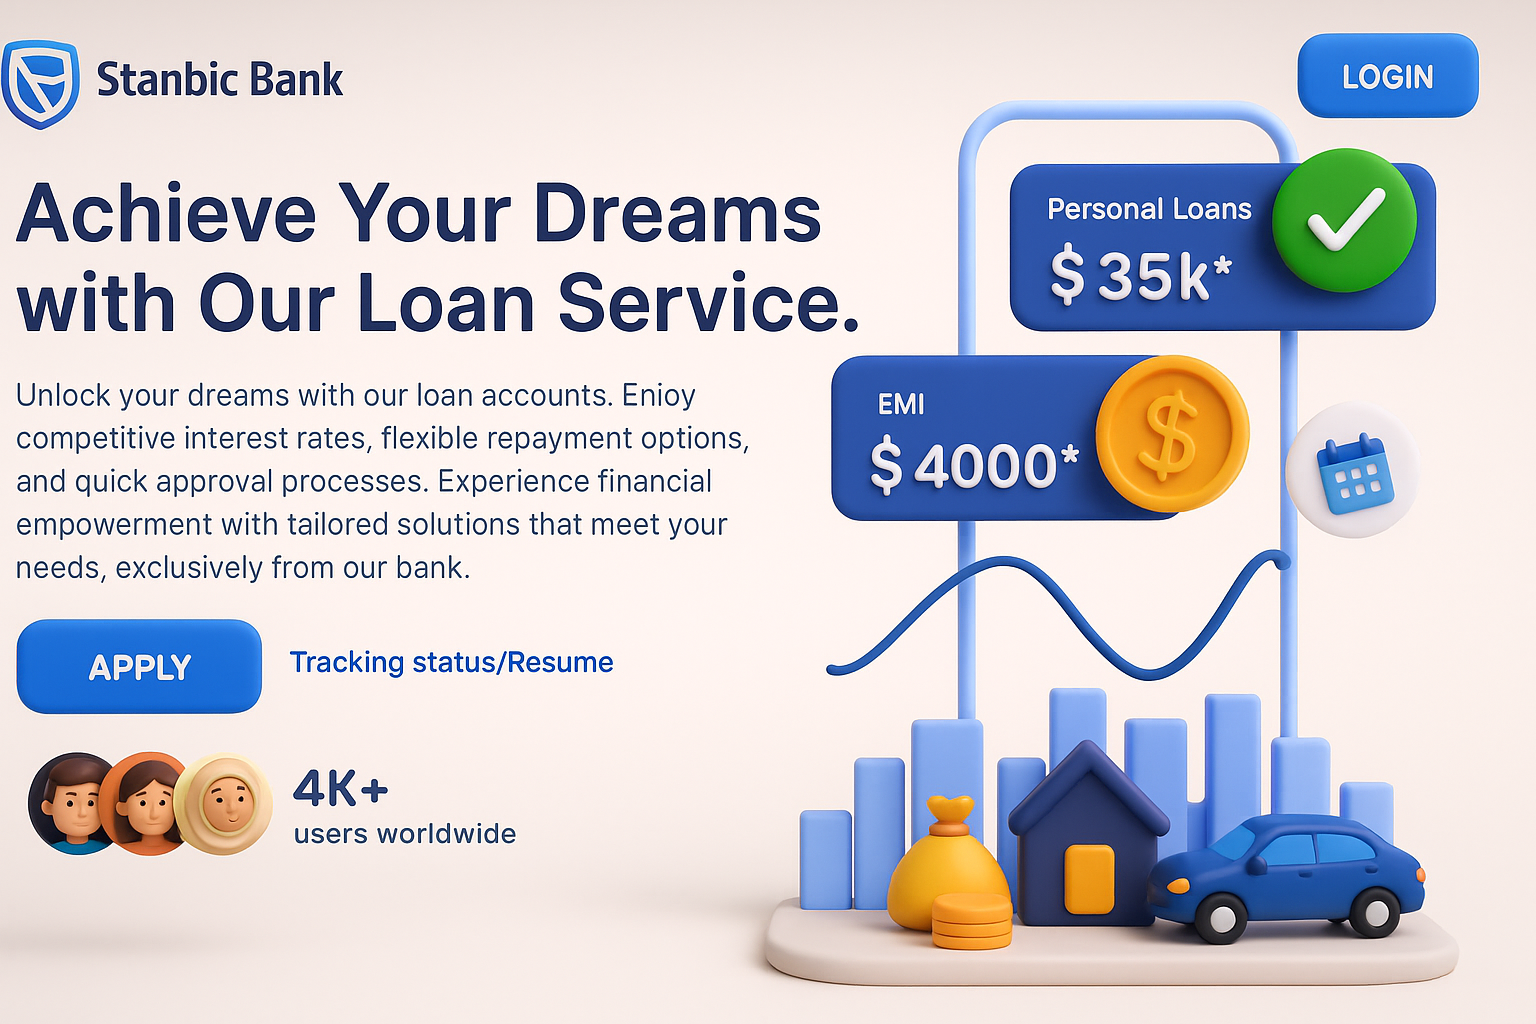 Stanbic Bank
LOGIN
Achieve Your Dreams
with Our Loan Service.
Unlock your dreams with our loan accounts. Enioy
competitive interest rates, flexible repayment options,
and quick approval processes. Experience financial
empowerment with tailored solutions that meet your
needs, exclusively from our bank.
APPLY
Tracking status/Resume
4K+
users worldwide
Personal Loans
$ 35k*
EMI
$ 4000*
$